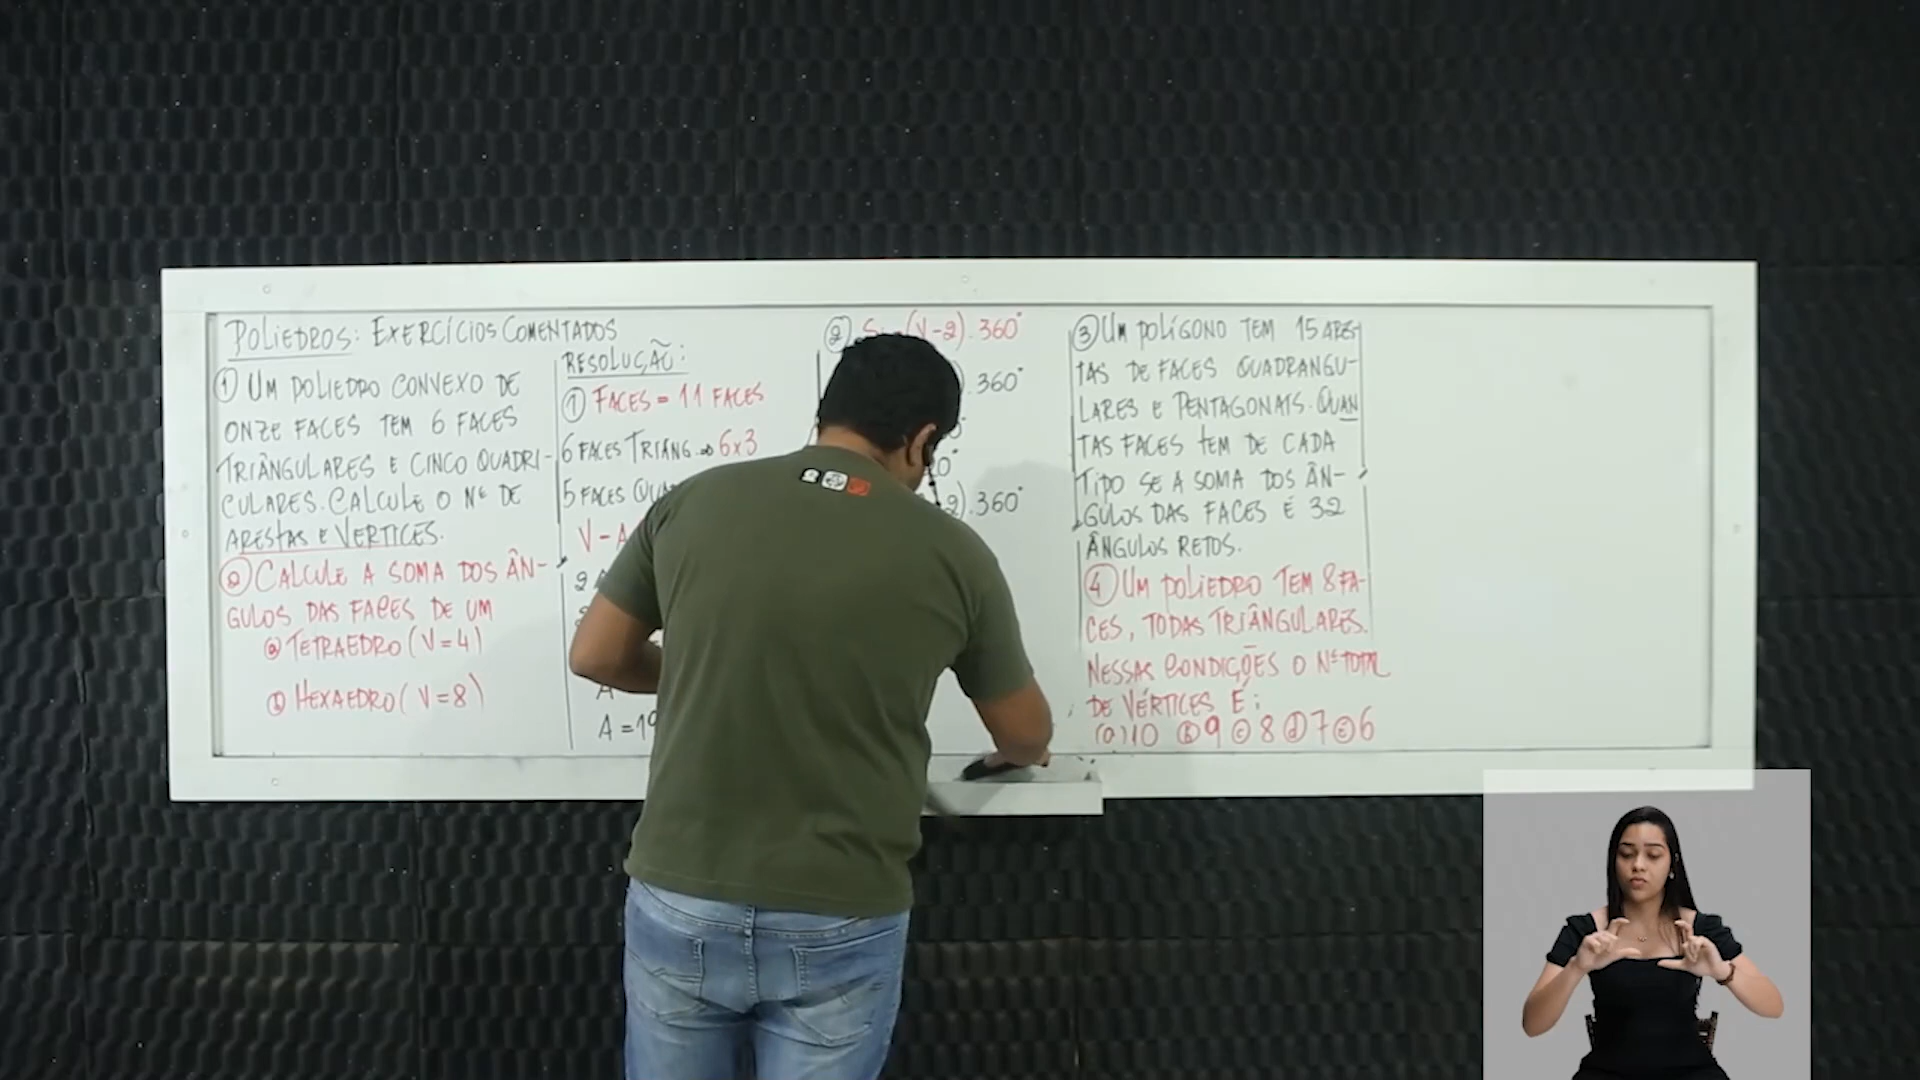 POLIEDROS: EXERCÍCIOS COMENTADOS
① UM POLIEDRO CONVEXO DE
ONZE FACES TEM 6 FACES
TRIÂNGULARES E CINCO QUADRI-
CULARES. CALCULE O Nº DE
ARESTAS E VERTICES.
② CALCULE A SOMA DOS ÂN-
GULOS DAS FACES DE UM
ⓐ TETRAEDRO (V=4)
ⓑ HEXAEDRO (V=8)
RESOLUÇÃO:
① FACES = 11 FACES
6 FACES TRIÂNG. ⇒ 6x3
5 FACES
V - A
2
A
A = 19
② (V-2). 360°
. 360°
). 360°
③ UM POLÍGONO TEM 15 ARES-
TAS DE FACES QUADRANGU-
LARES E PENTAGONAIS. QUAN
TAS FACES TEM DE CADA
TIPO SE A SOMA DOS ÂN-
GULOS DAS FACES É 32
ÂNGULOS RETOS.
④ UM POLIEDRO TEM 8 FA-
CES, TODAS TRIÂNGULARES.
NESSAS CONDIÇÕES O Nº TOTAL
DE VÉRTICES É:
(a) 10 ⓑ 9 ⓒ 8 ⓓ 7 ⓔ 6